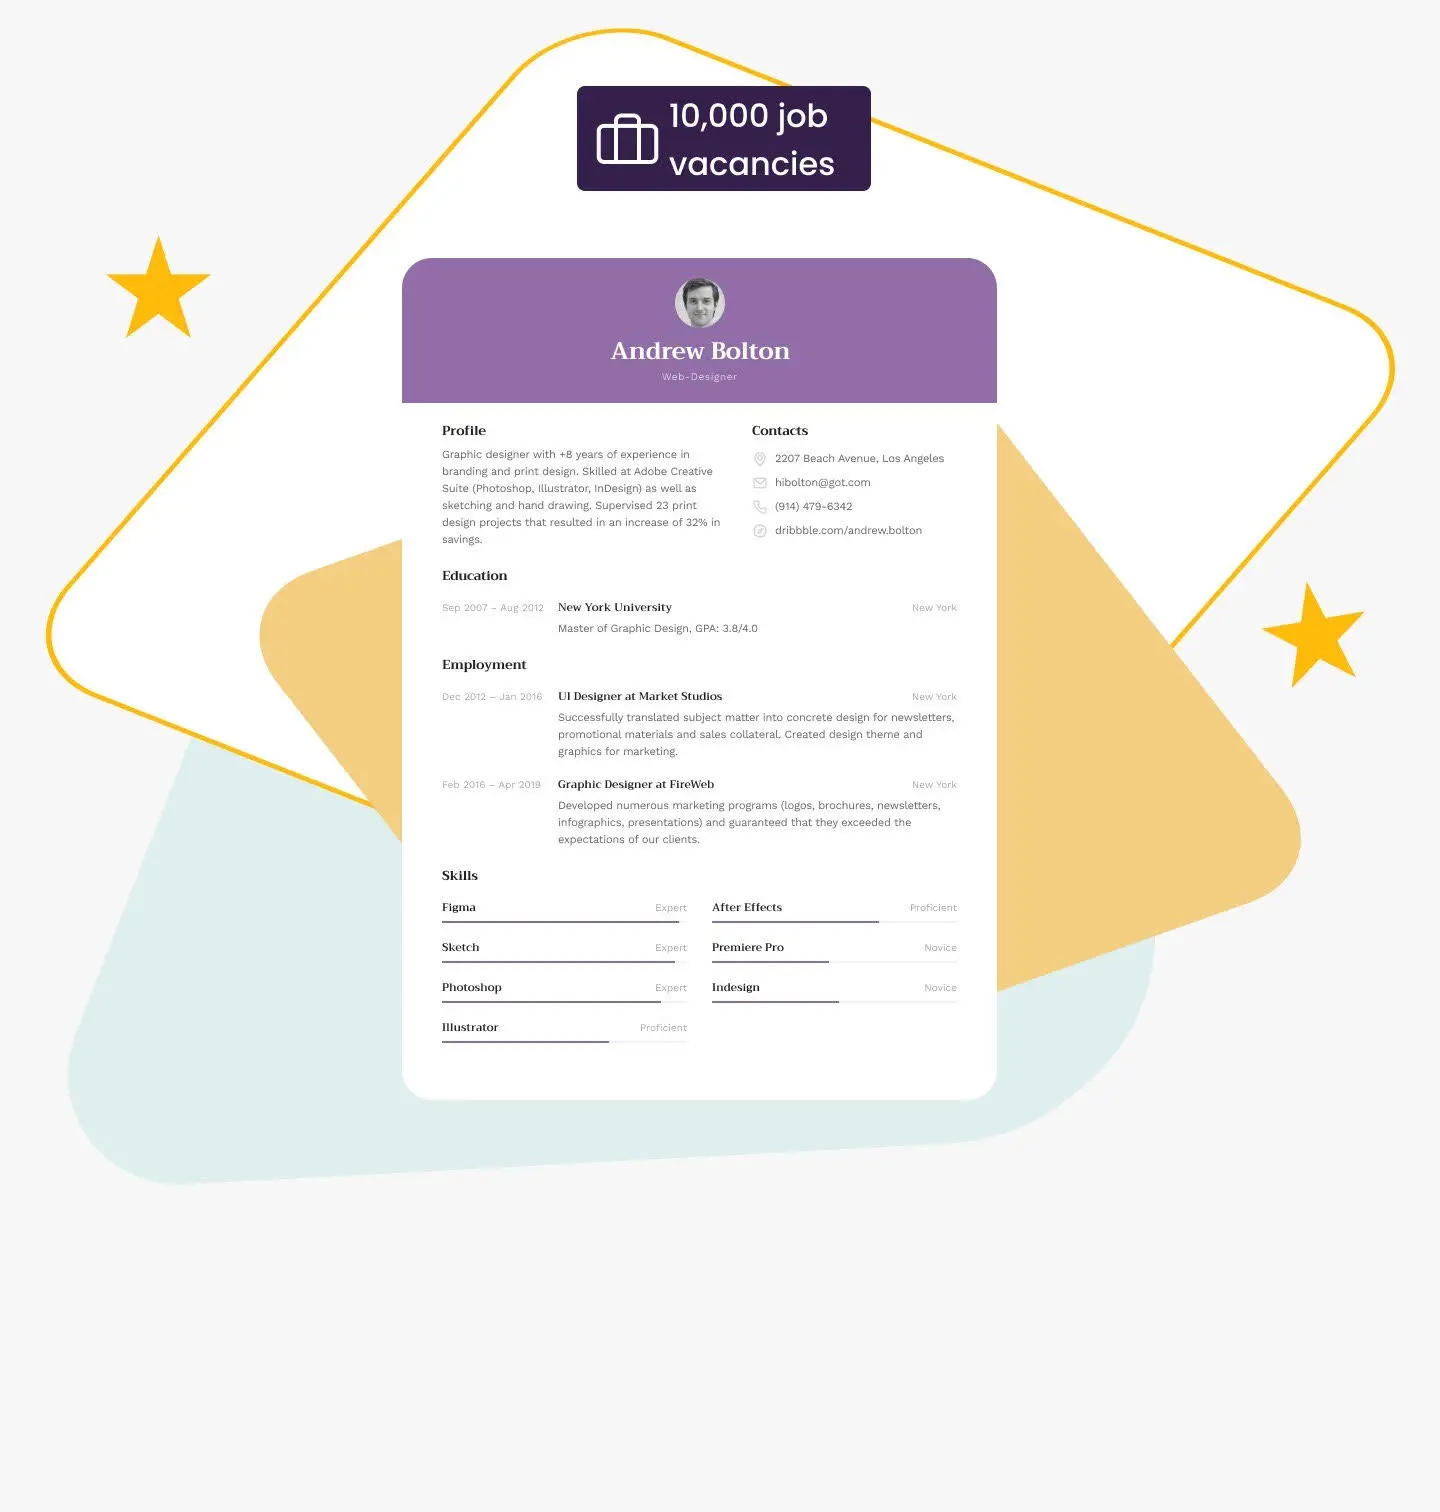 10,000 job
vacancies
Andrew Bolton
Web-Designer
Profile
Graphic designer with +8 years of experience in
branding and print design. Skilled at Adobe Creative
Suite (Photoshop, Illustrator, InDesign) as well as
sketching and hand drawing. Supervised 23 print
design projects that resulted in an increase of 32% in
savings.
Contacts
2207 Beach Avenue, Los Angeles
hibolton@got.com
(914) 479-6342
dribbble.com/andrew.bolton
Education
Sep 2007 – Aug 2012 New York University New York
Master of Graphic Design, GPA: 3.8/4.0
Employment
Dec 2012 – Jan 2016 UI Designer at Market Studios New York
Successfully translated subject matter into concrete design for newsletters,
promotional materials and sales collateral. Created design theme and
graphics for marketing.
Feb 2016 – Apr 2019 Graphic Designer at FireWeb New York
Developed numerous marketing programs (logos, brochures, newsletters,
infographics, presentations) and guaranteed that they exceeded the
expectations of our clients.
Skills
Figma Expert
Sketch Expert
Photoshop Expert
Illustrator Proficient
After Effects Proficient
Premiere Pro Novice
Indesign Novice